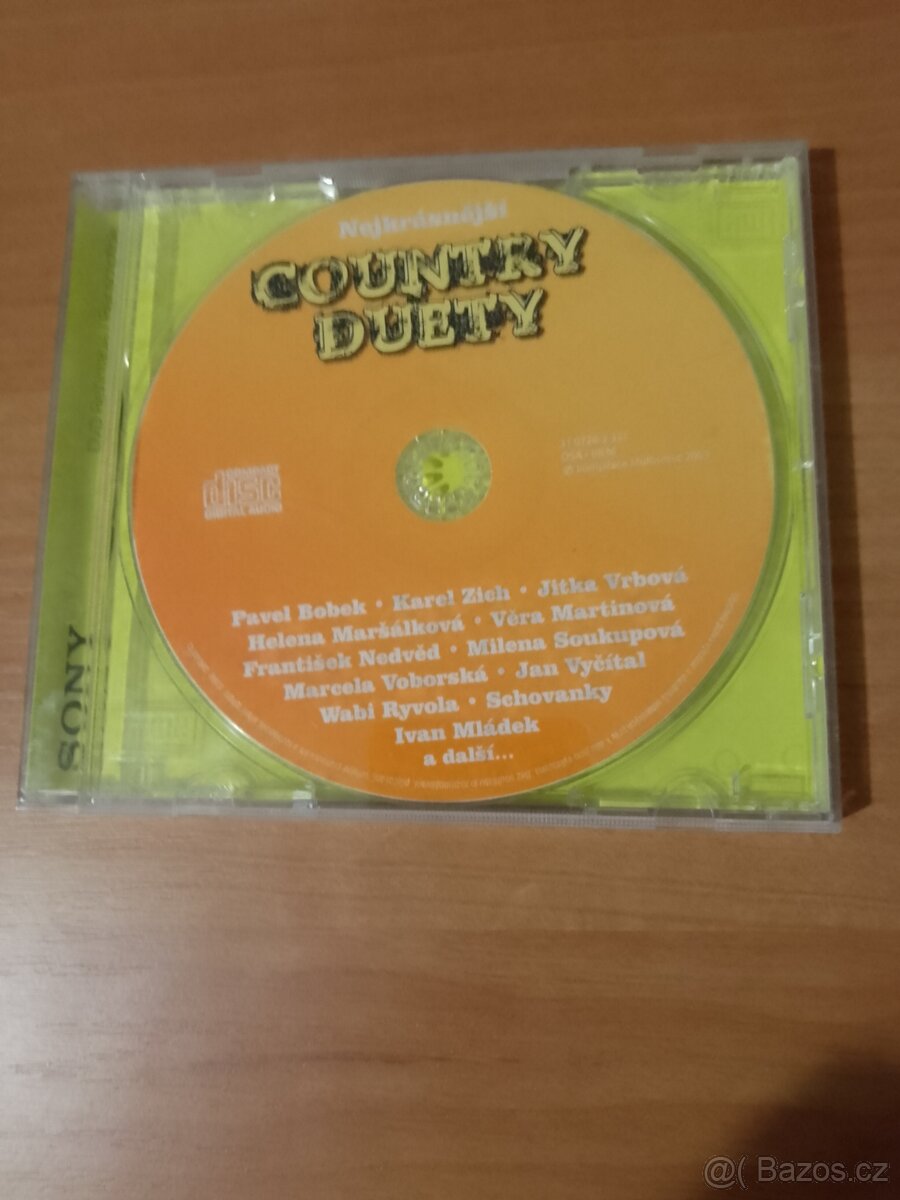 Nejkrásnější
COUNTRY
DUETY
COMPACT
disc
DIGITAL AUDIO
OSA
Pavel Bobek • Karel Zich • Jitka Vrbová
Helena Maršálková • Věra Martinová
František Nedvěd • Milena Soukupová
Marcela Voborská • Jan Vyčítal
Wabi Ryvola • Schovanky
Ivan Mládek
a další...
SONY
@( Bazos.cz